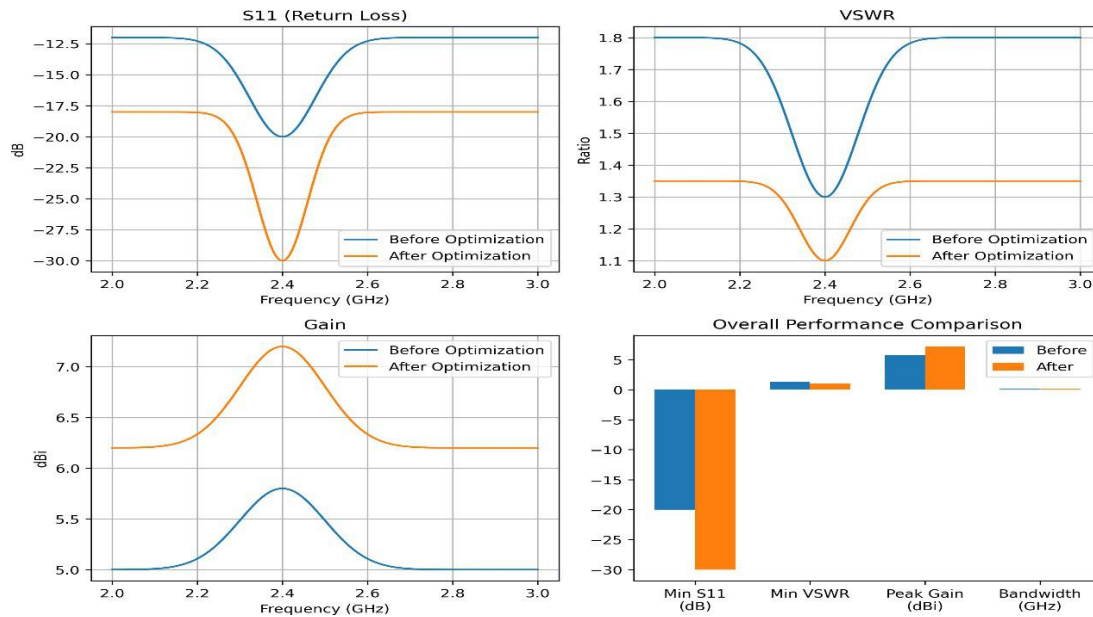 S11 (Return Loss)
dB
−12.5
−15.0
−17.5
−20.0
−22.5
−25.0
−27.5
−30.0
Before Optimization
After Optimization
2.0 2.2 2.4 2.6 2.8 3.0
Frequency (GHz)
VSWR
Ratio
1.8
1.7
1.6
1.5
1.4
1.3
1.2
1.1
Before Optimization
After Optimization
2.0 2.2 2.4 2.6 2.8 3.0
Frequency (GHz)
Gain
dBi
7.0
6.5
6.0
5.5
5.0
Before Optimization
After Optimization
2.0 2.2 2.4 2.6 2.8 3.0
Frequency (GHz)
Overall Performance Comparison
5
0
−5
−10
−15
−20
−25
−30
Before
After
Min S11 Min VSWR Peak Gain Bandwidth
(dB) (dBi) (GHz)